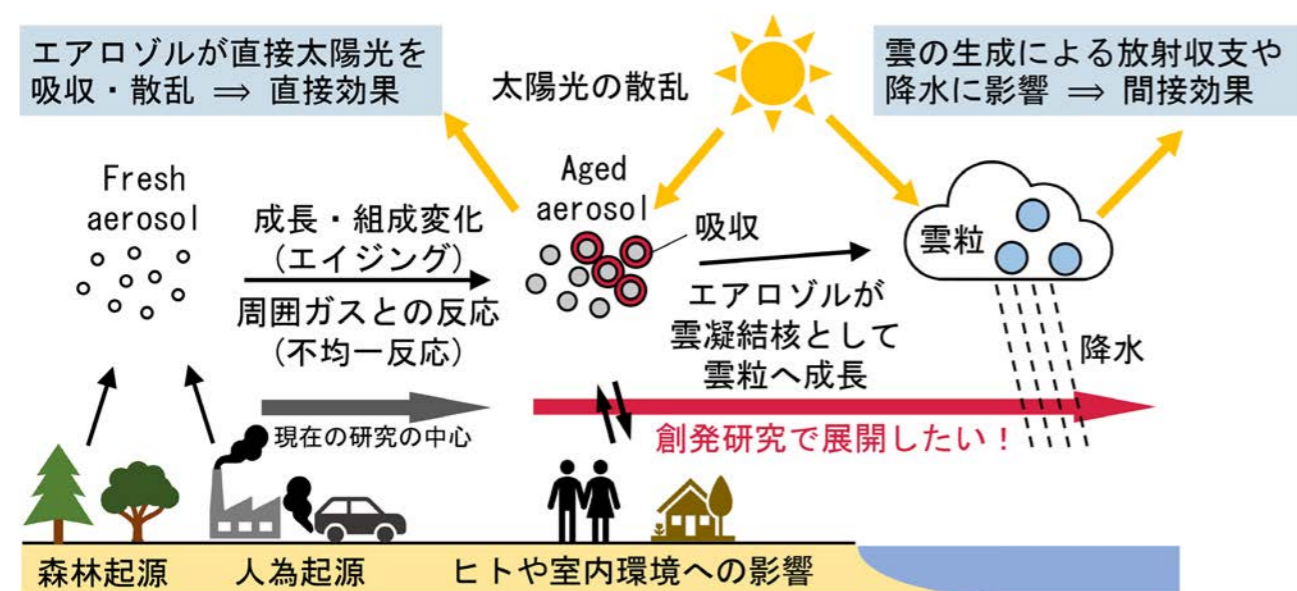 エアロゾルが直接太陽光を
吸収・散乱 ⇒ 直接効果
太陽光の散乱
雲の生成による放射収支や
降水に影響 ⇒ 間接効果
Fresh
aerosol
成長・組成変化
(エイジング)
周囲ガスとの反応
(不均一反応)
Aged
aerosol
吸収
エアロゾルが
雲凝結核として
雲粒へ成長
雲粒
降水
現在の研究の中心
創発研究で展開したい！
森林起源
人為起源
ヒトや室内環境への影響